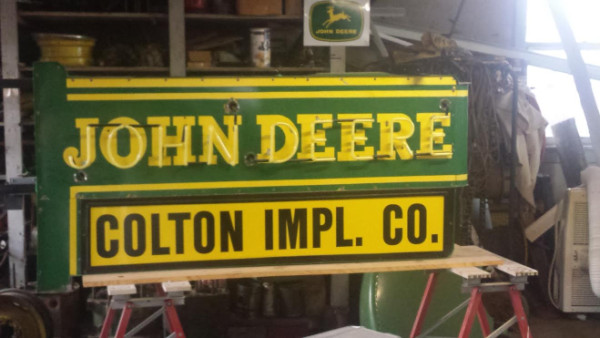 JOHN DEERE
JOHN DEERE
COLTON IMPL. CO.